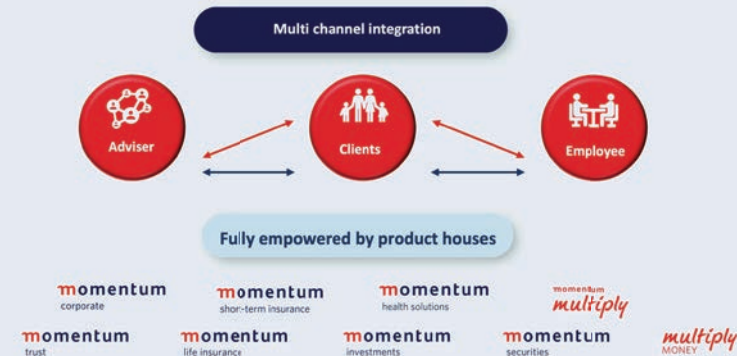 Multi channel integration
Adviser
Clients
Employee
Fully empowered by product houses
momentum
corporate
momentum
short-term insurance
momentum
health solutions
momentum
multiply
momentum
trust
momentum
life insurance
momentum
investments
momentum
securities
multiply
MONEY